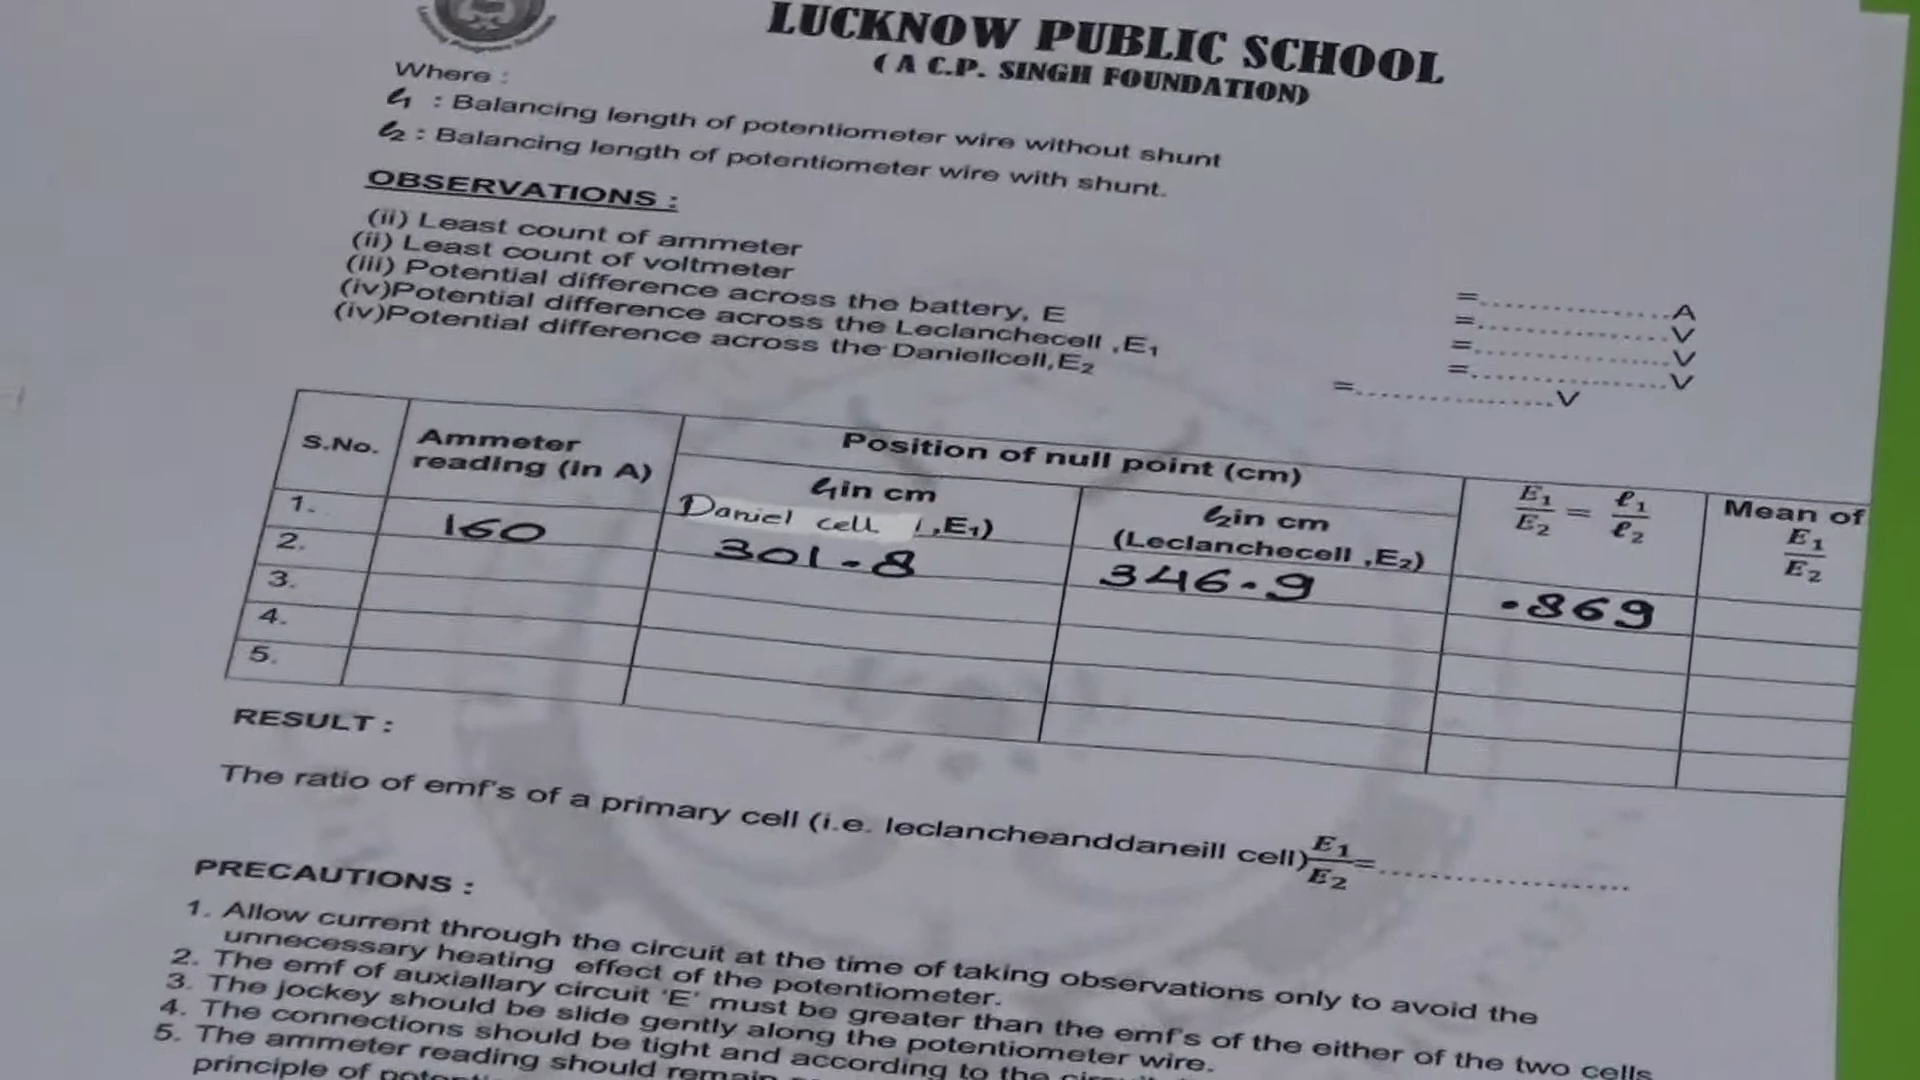 LUCKNOW PUBLIC SCHOOL
( A C.P. SINGH FOUNDATION)
Where :
ℓ1 : Balancing length of potentiometer wire without shunt
ℓ2 : Balancing length of potentiometer wire with shunt.
OBSERVATIONS :
(ii) Least count of ammeter =...............A
(ii) Least count of voltmeter =...............V
(iii) Potential difference across the battery, E =...............V
(iv)Potential difference across the Leclanchecell ,E1 =...............V
(iv)Potential difference across the Daniellcell,E2 =...............V
S.No. Ammeter reading (in A) Position of null point (cm) E1/E2 = ℓ1/ℓ2 Mean of E1/E2
ℓ1in cm Daniel cell ,E1) ℓ2in cm (Leclanchecell ,E2)
1. 160 301.8 346.9 .869
2.
3.
4.
5.
RESULT :
The ratio of emf's of a primary cell (i.e. leclancheanddaneill cell)E1/E2=....................
PRECAUTIONS :
1. Allow current through the circuit at the time of taking observations only to avoid the
unnecessary heating effect of the potentiometer.
2. The emf of auxiallary circuit 'E' must be greater than the emf's of the either of the two cells
3. The jockey should be slide gently along the potentiometer wire.
4. The connections should be tight and according to the
5. The ammeter reading should remain
principle of